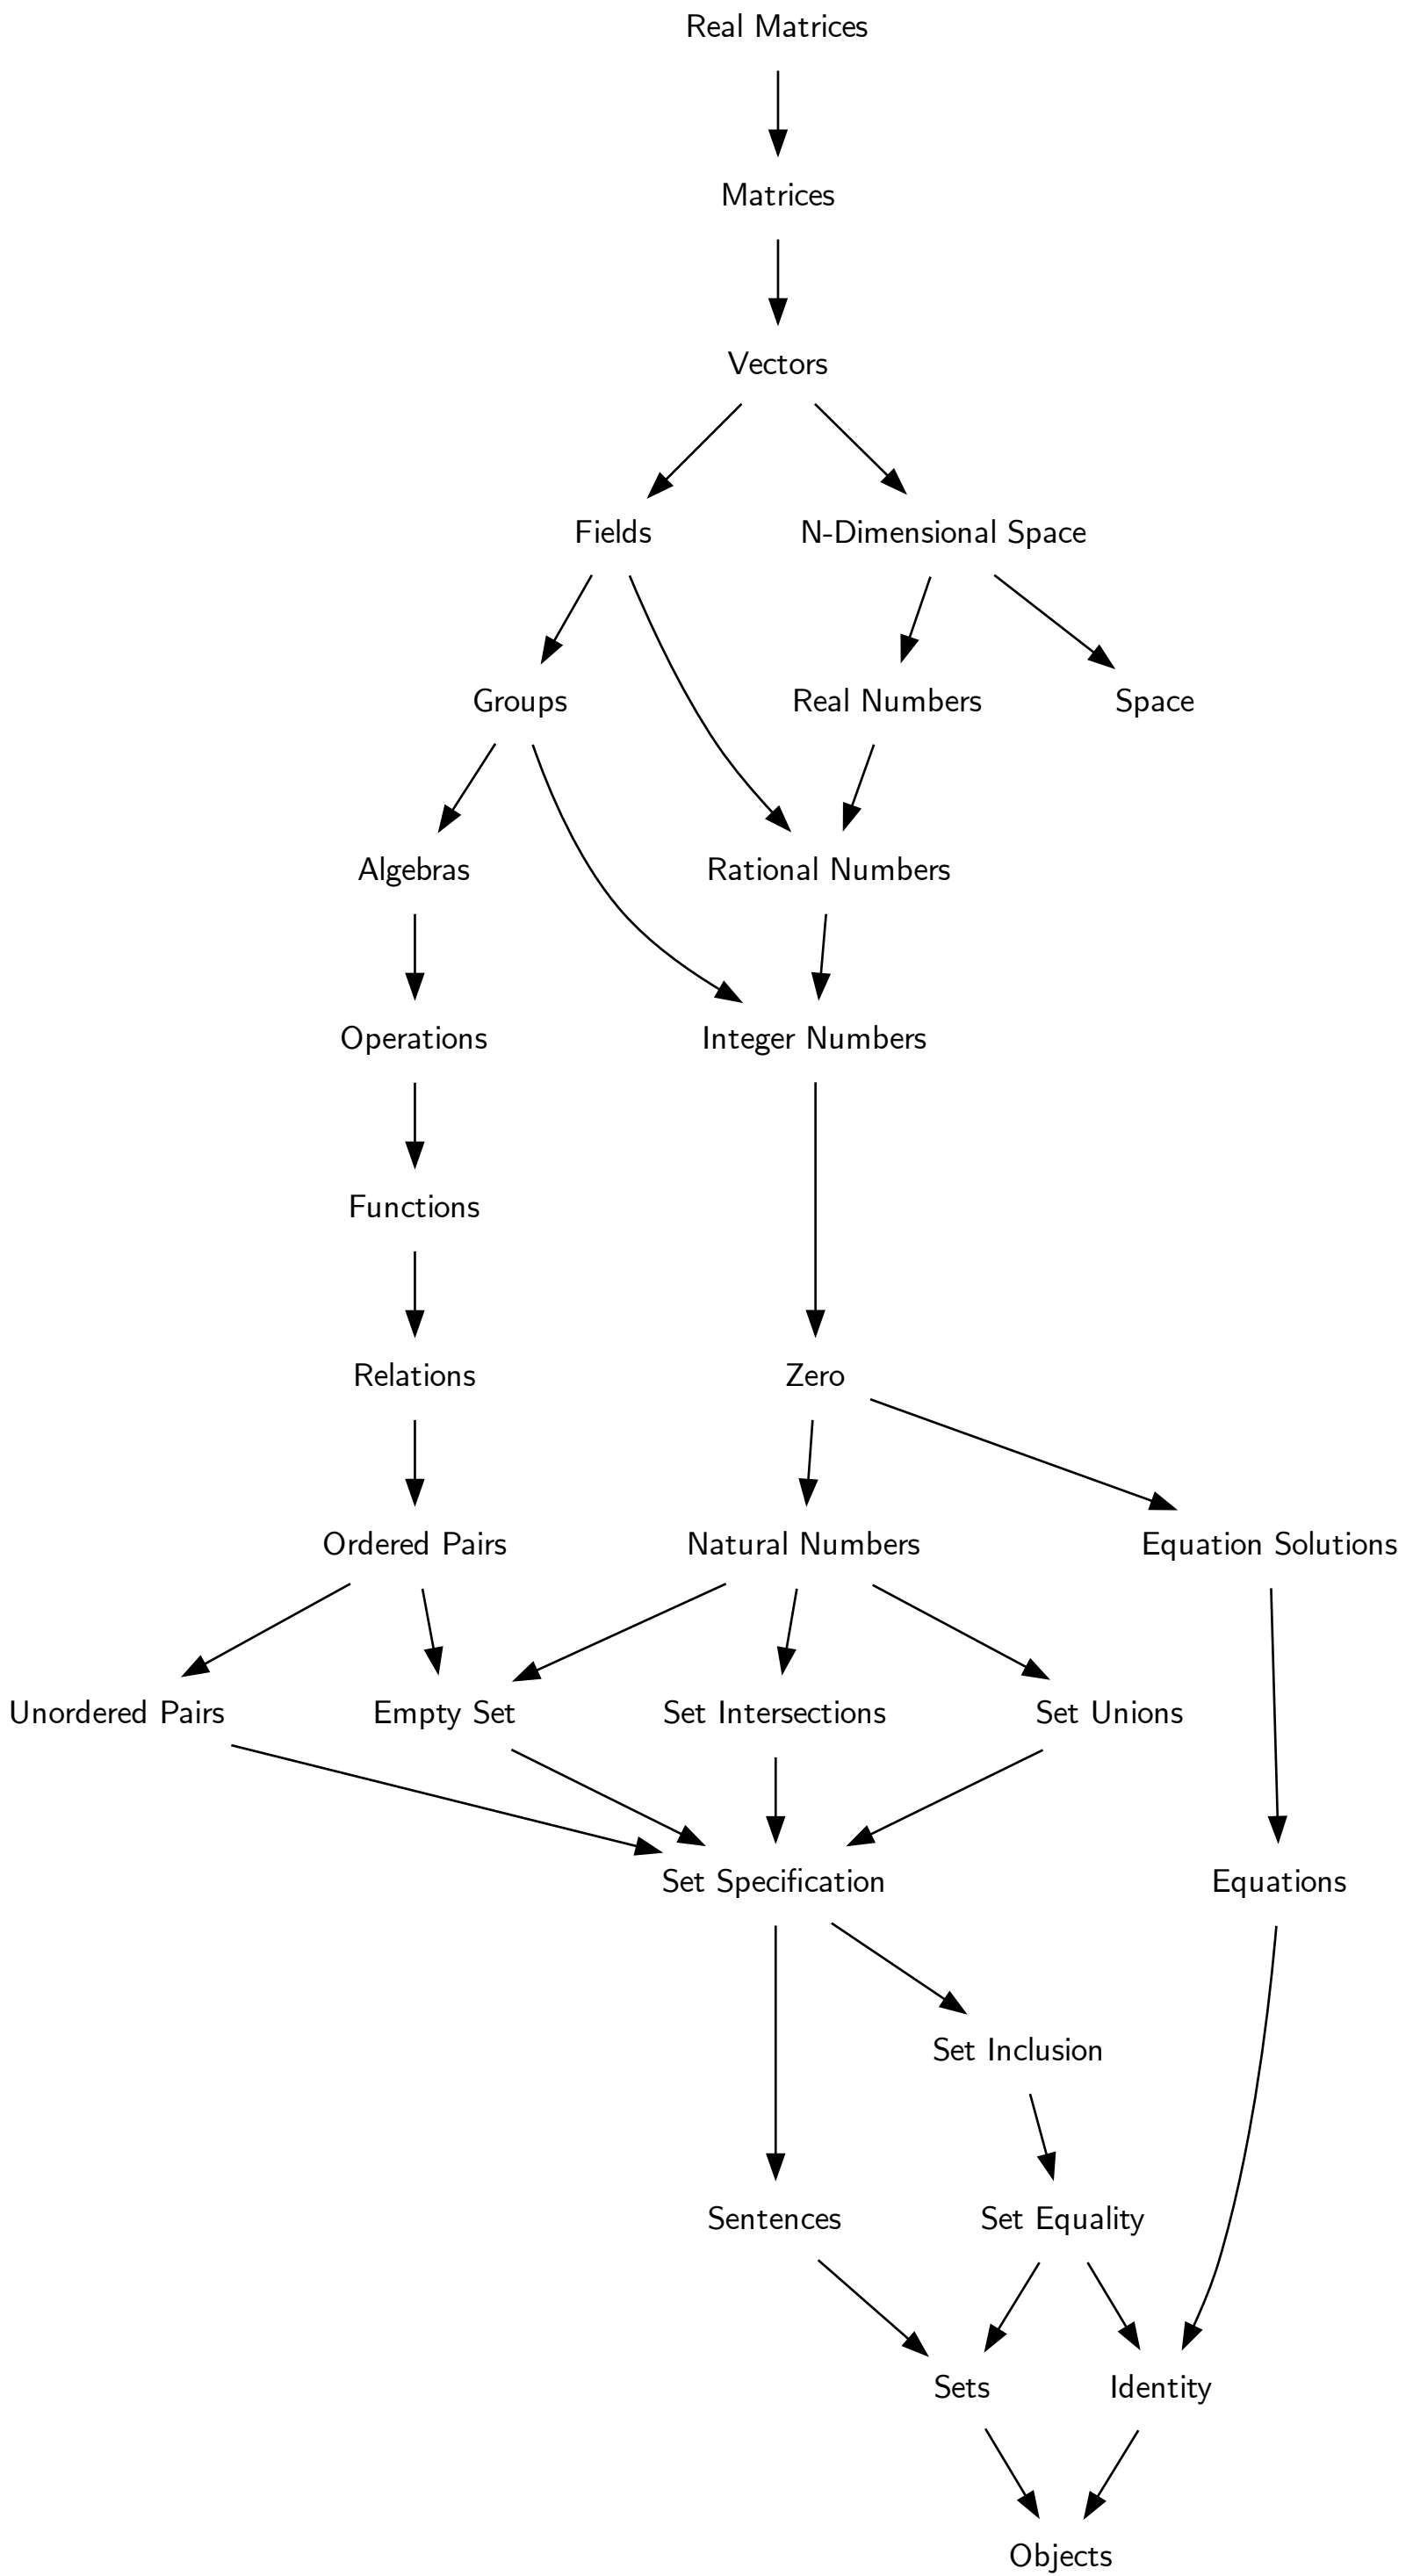 Real Matrices
Matrices
Vectors
Fields
N-Dimensional Space
Groups
Real Numbers
Space
Algebras
Rational Numbers
Operations
Integer Numbers
Functions
Relations
Zero
Ordered Pairs
Natural Numbers
Equation Solutions
Unordered Pairs
Empty Set
Set Intersections
Set Unions
Set Specification
Equations
Set Inclusion
Sentences
Set Equality
Sets
Identity
Objects